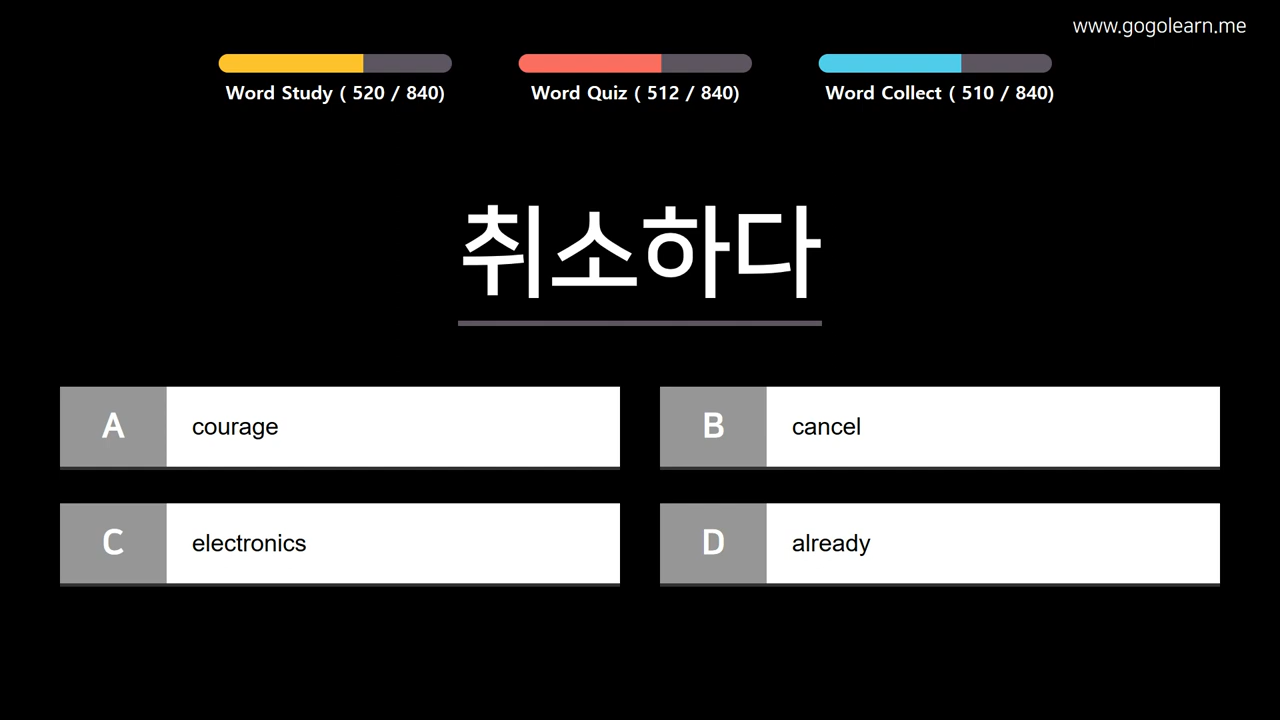 www.gogolearn.me
Word Study ( 520 / 840)
Word Quiz ( 512 / 840)
Word Collect ( 510 / 840)
취소하다
A
courage
B
cancel
C
electronics
D
already